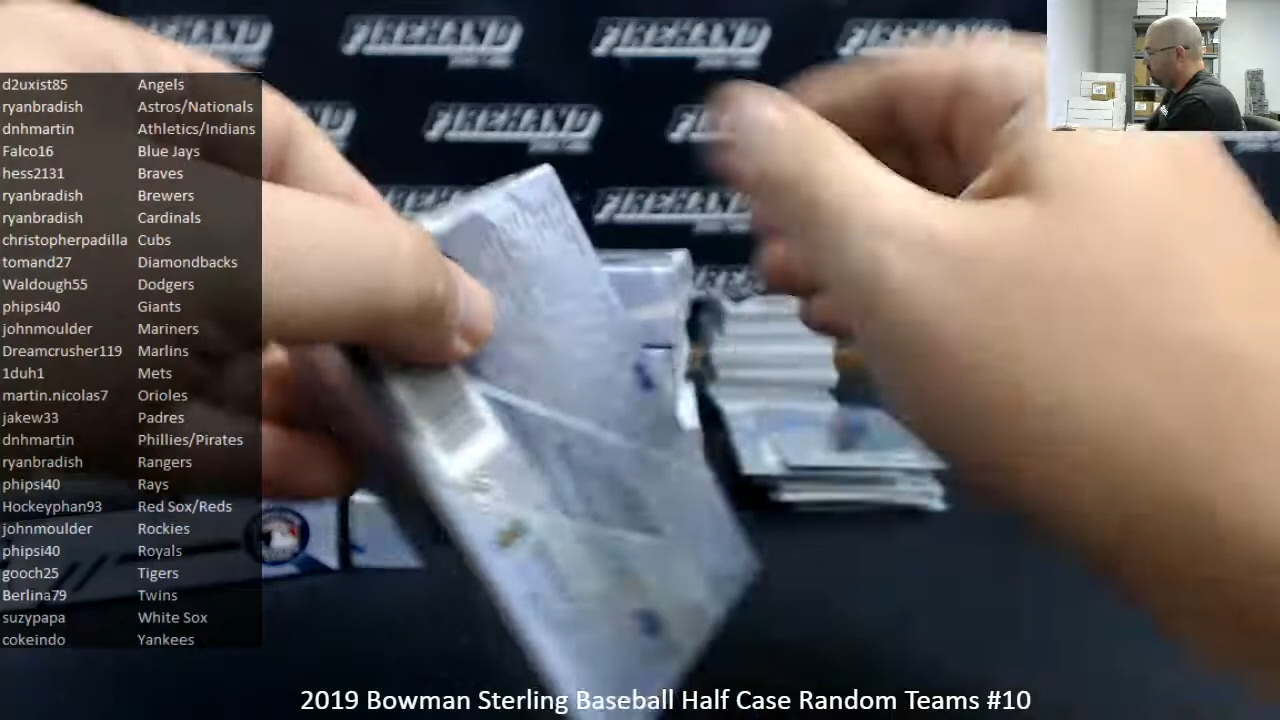 FIREHAND FIREHAND FIREHAND
FIREHAND FIREHAND
FIREHAND
d2uxist85 Angels
ryanbradish Astros/Nationals
dnhmartin Athletics/Indians
Falco16 Blue Jays
hess2131 Braves
ryanbradish Brewers
ryanbradish Cardinals
christopherpadilla Cubs
tomand27 Diamondbacks
Waldough55 Dodgers
phipsi40 Giants
johnmoulder Mariners
Dreamcrusher119 Marlins
1duh1 Mets
martin.nicolas7 Orioles
jakew33 Padres
dnhmartin Phillies/Pirates
ryanbradish Rangers
phipsi40 Rays
Hockeyphan93 Red Sox/Reds
johnmoulder Rockies
phipsi40 Royals
gooch25 Tigers
Berlina79 Twins
suzypapa White Sox
cokeindo Yankees
2019 Bowman Sterling Baseball Half Case Random Teams #10